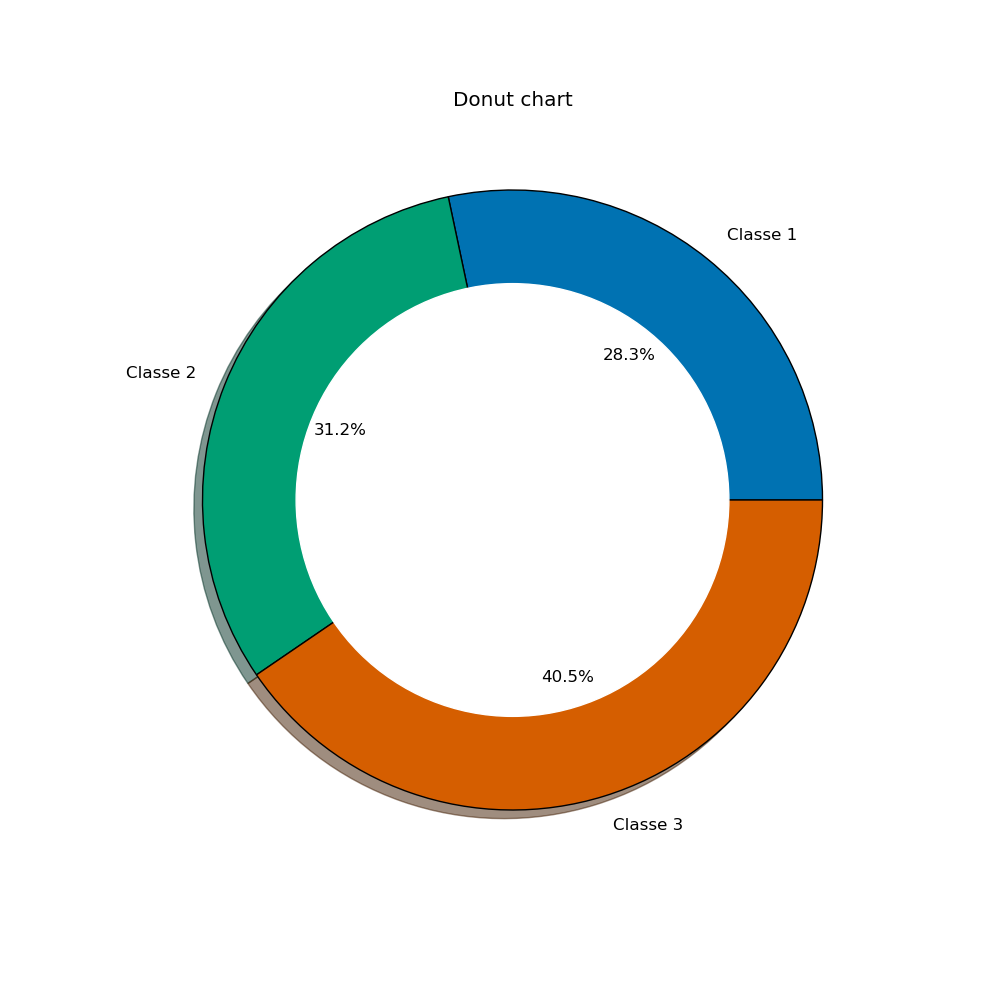 Donut chart
Classe 1
28.3%
Classe 2
31.2%
40.5%
Classe 3